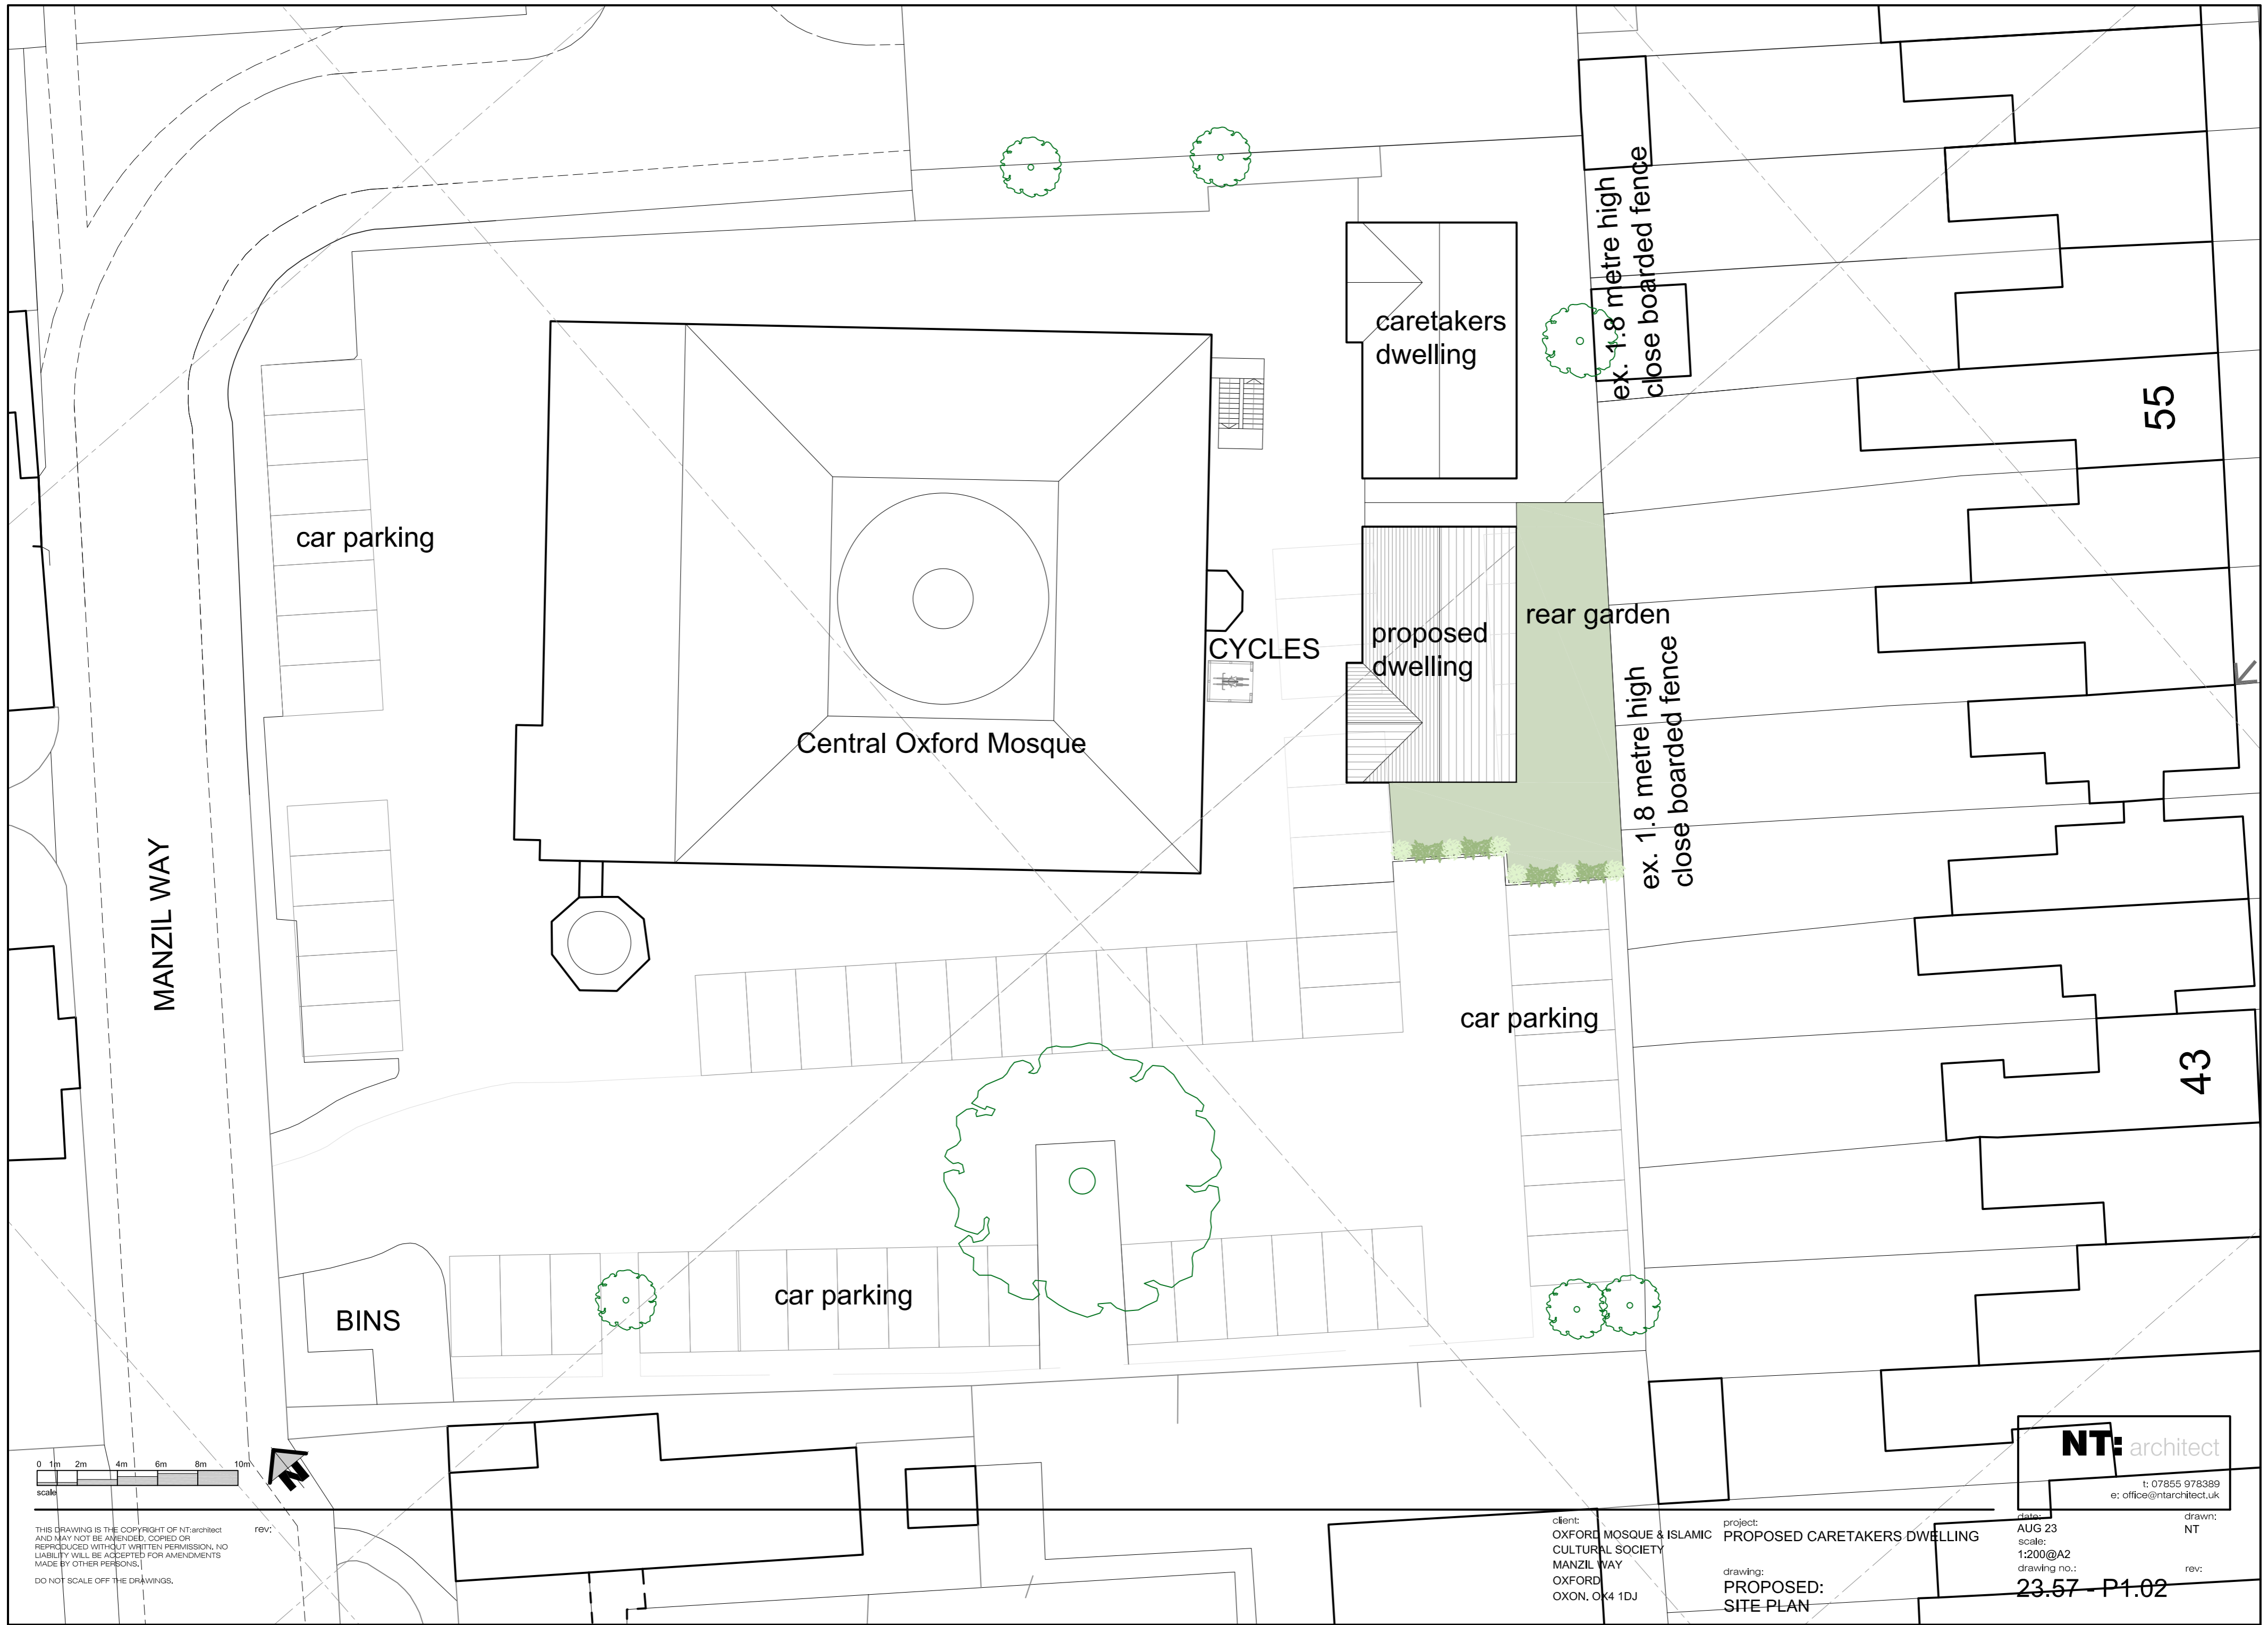 ex. 1.8 metre high
close boarded fence
caretakers
dwelling
55
car parking
rear garden
proposed
dwelling
CYCLES
Central Oxford Mosque
ex. 1.8 metre high
close boarded fence
MANZIL WAY
car parking
43
car parking
BINS
0 1m 2m 4m 6m 8m 10m
scale
N
NT: architect
t: 07855 978389
e: office@ntarchitect.uk
THIS DRAWING IS THE COPYRIGHT OF NT:architect
AND MAY NOT BE AMENDED, COPIED OR
REPRODUCED WITHOUT WRITTEN PERMISSION. NO
LIABILITY WILL BE ACCEPTED FOR AMENDMENTS
MADE BY OTHER PERSONS.
DO NOT SCALE OFF THE DRAWINGS.
rev:
client:
OXFORD MOSQUE & ISLAMIC
CULTURAL SOCIETY
MANZIL WAY
OXFORD
OXON. OX4 1DJ
project:
PROPOSED CARETAKERS DWELLING
drawing:
PROPOSED:
SITE PLAN
date:
AUG 23
scale:
1:200@A2
drawing no.:
23.57 - P1.02
drawn:
NT
rev: